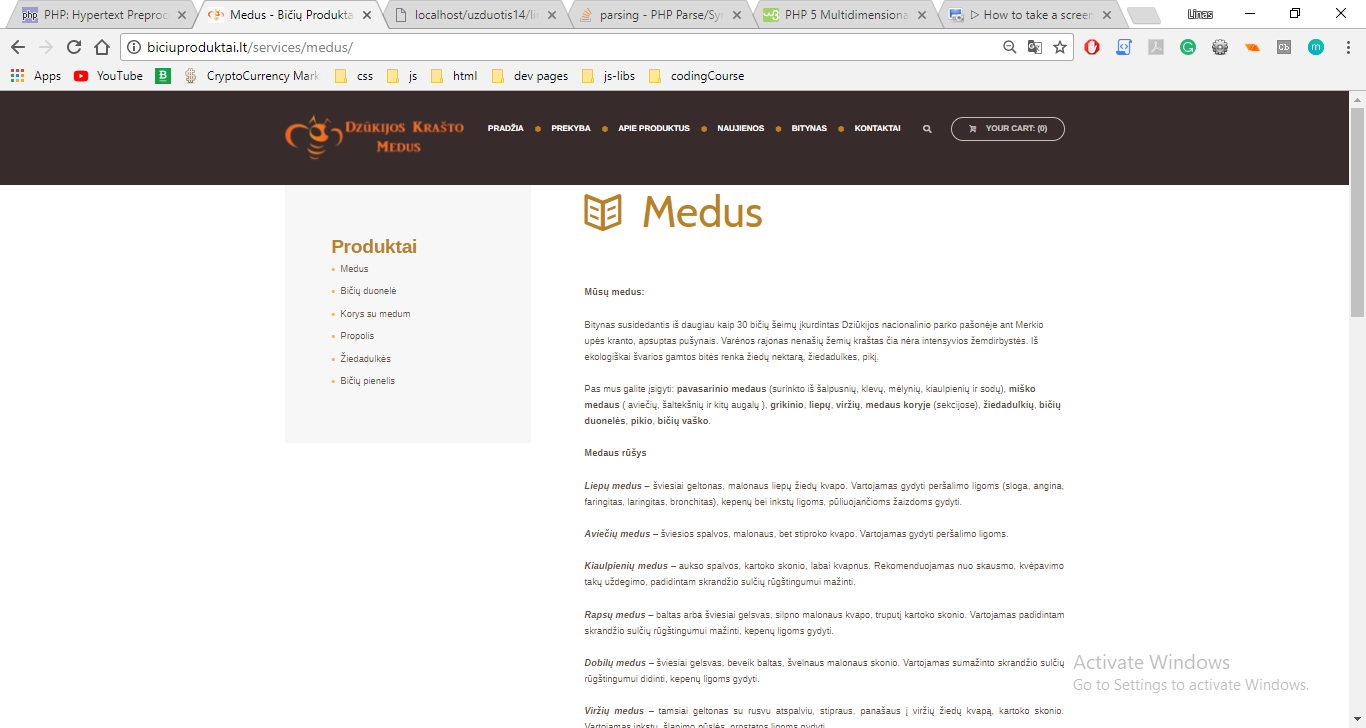 PHP: Hypertext Preproc
Medus - Bičių Produkta
localhost/uzduotis14/li
parsing - PHP Parse/Syn
PHP 5 Multidimensiona
▷ How to take a screen
Linas
biciuproduktai.lt/services/medus/
Apps
YouTube
CryptoCurrency Mark
css
js
html
dev pages
js-libs
codingCourse
Dzūkijos Krašto
Medus
PRADŽIA
PREKYBA
APIE PRODUKTUS
NAUJIENOS
BITYNAS
KONTAKTAI
YOUR CART: (0)
Produktai
Medus
Bičių duonelė
Korys su medum
Propolis
Žiedadulkės
Bičių pienelis
Medus
Mūsų medus:
Bitynas susidedantis iš daugiau kaip 30 bičių šeimų įkurdintas Dziūkijos nacionalinio parko pašonėje ant Merkio
upės kranto, apsuptas pušynais. Varėnos rajonas nenašių žemių kraštas čia nėra intensyvios žemdirbystės. Iš
ekologiškai švarios gamtos bitės renka žiedų nektarą, žiedadulkes, pikį.
Pas mus galite įsigyti: pavasarinio medaus (surinkto iš šalpusnių, klevų, mėlynių, kiaulpienių ir sodų), miško
medaus ( aviečių, šaltekšnių ir kitų augalų ), grikinio, liepų, viržių, medaus koryje (sekcijose), žiedadulkių, bičių
duonelės, pikio, bičių vaško.
Medaus rūšys
Liepų medus – šviesiai geltonas, malonaus liepų žiedų kvapo. Vartojamas gydyti peršalimo ligoms (sloga, angina,
faringitas, laringitas, bronchitas), kepenų bei inkstų ligoms, pūliuojančioms žaizdoms gydyti.
Aviečių medus – šviesios spalvos, malonaus, bet stiproko kvapo. Vartojamas gydyti peršalimo ligoms.
Kiaulpienių medus – aukso spalvos, kartoko skonio, labai kvapnus. Rekomenduojamas nuo skausmo, kvėpavimo
takų uždegimo, padidintam skrandžio sulčių rūgštingumui mažinti.
Rapsų medus – baltas arba šviesiai gelsvas, silpno malonaus kvapo, truputį kartoko skonio. Vartojamas padidintam
skrandžio sulčių rūgštingumui mažinti, kepenų ligoms gydyti.
Dobilų medus – šviesiai gelsvas, beveik baltas, švelnaus malonaus skonio. Vartojamas sumažinto skrandžio sulčių
rūgštingumui didinti, kepenų ligoms gydyti.
Viržių medus – tamsiai geltonas su rusvu atspalviu, stipraus, panašaus į viržių žiedų kvapą, kartoko skonio.
Vartojamas inkstų, šlapimo pūslės, prostatos ligoms gydyti.
Activate Windows
Go to Settings to activate Windows.